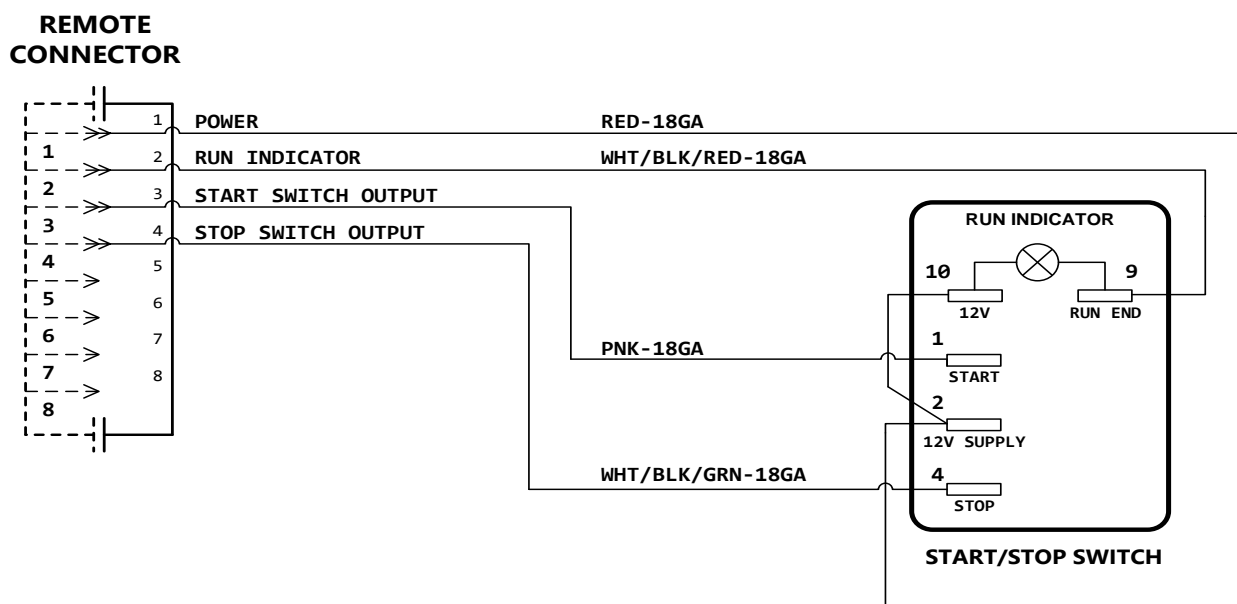 REMOTE
CONNECTOR
1 POWER RED-18GA
1
2 RUN INDICATOR WHT/BLK/RED-18GA
2
3 START SWITCH OUTPUT
3
4 STOP SWITCH OUTPUT
4
5
5
6
6
7
7
8
8
RUN INDICATOR
10 9
12V RUN END
1
PNK-18GA
START
2
12V SUPPLY
WHT/BLK/GRN-18GA 4
STOP
START/STOP SWITCH